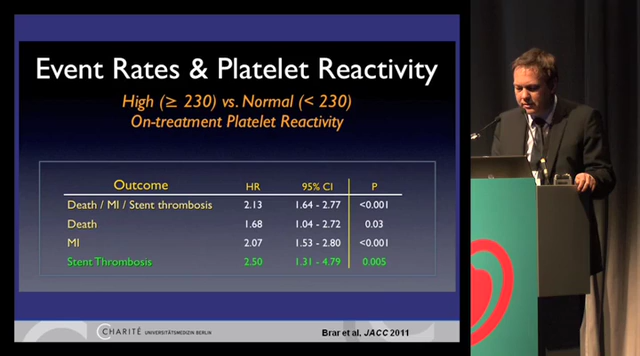 Event Rates & Platelet Reactivity
High (≥ 230) vs. Normal (< 230)
On-treatment Platelet Reactivity
Outcome HR 95% CI P
Death / MI / Stent thrombosis 2.13 1.64 - 2.77 <0.001
Death 1.68 1.04 - 2.72 0.03
MI 2.07 1.53 - 2.80 <0.001
Stent Thrombosis 2.50 1.31 - 4.79 0.005
CHARITÉ UNIVERSITÄTSMEDIZIN BERLIN
Brar et al. JACC 2011